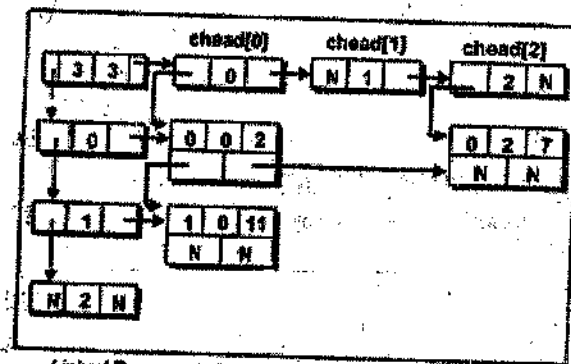 chead[0] chead[1] chead[2]
3 3 0 N 1 2 N
0 0 0 2 0 2 7
N N
1 1 0 11
N N
N 2 N